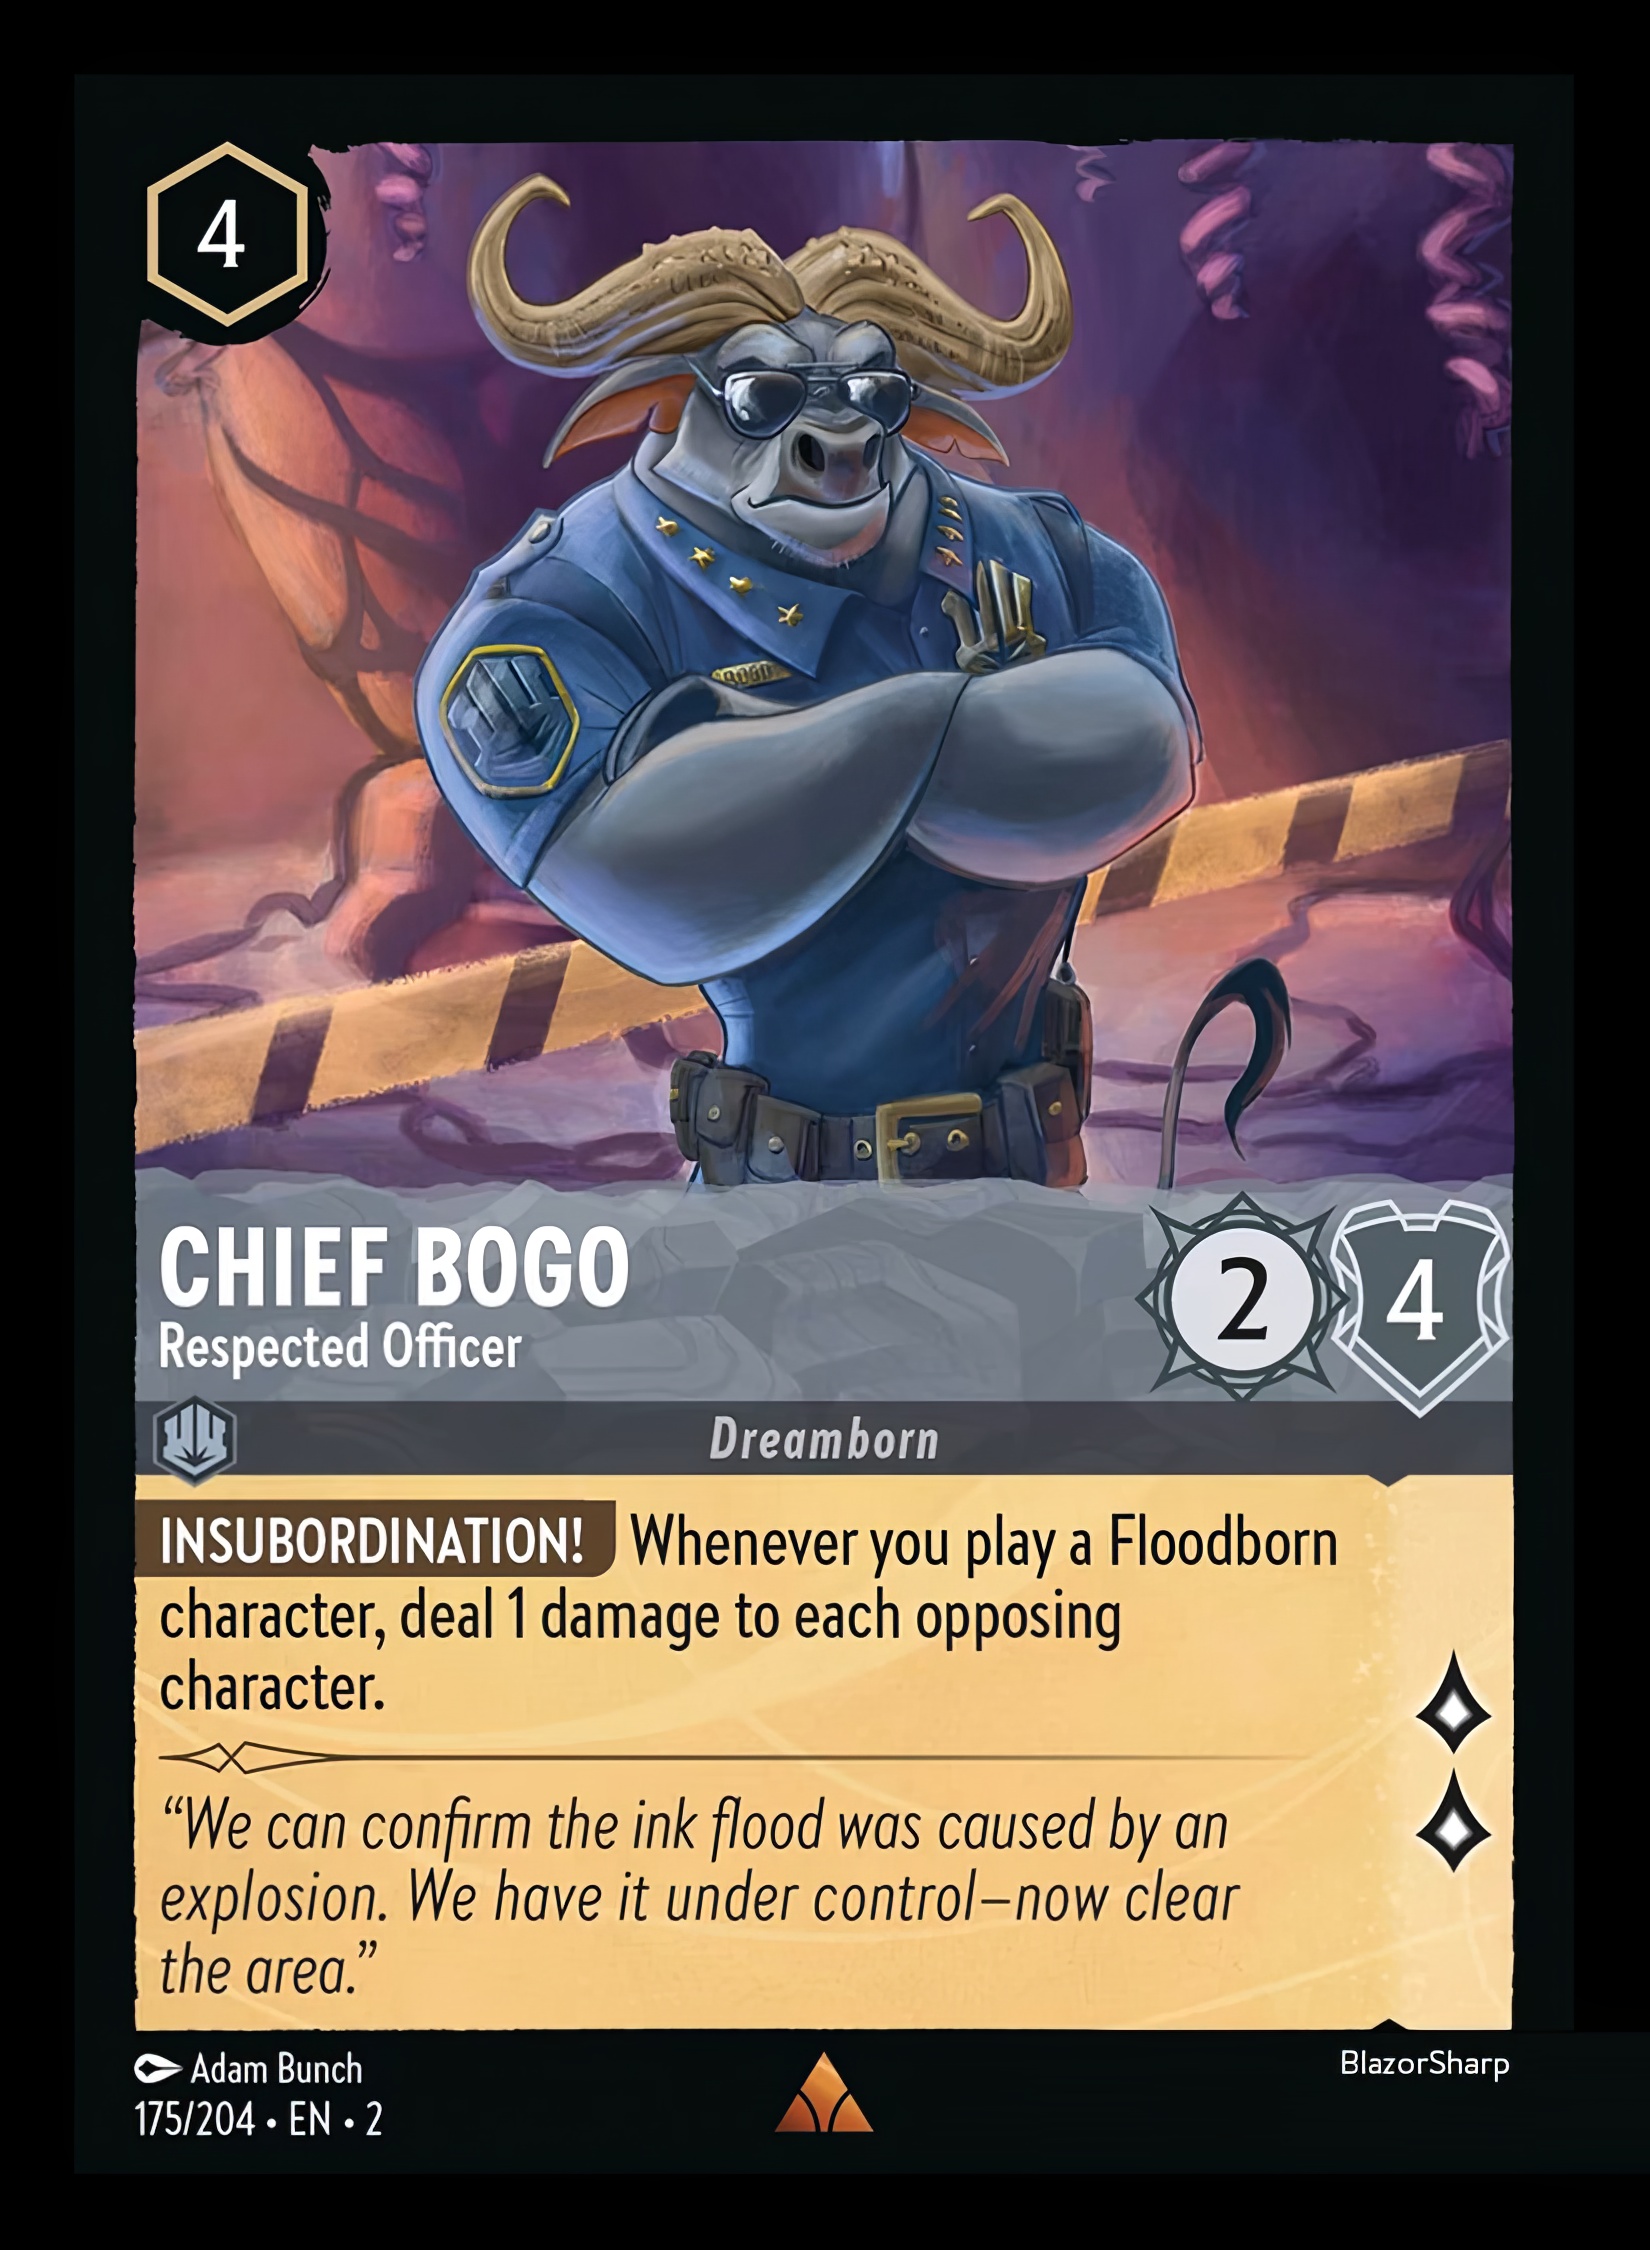 4
BOGO
CHIEF BOGO
Respected Officer
2
4
Dreamborn
INSUBORDINATION! Whenever you play a Floodborn
character, deal 1 damage to each opposing
character.
“We can confirm the ink flood was caused by an
explosion. We have it under control—now clear
the area.”
Adam Bunch
BlazorSharp
175/204 • EN • 2